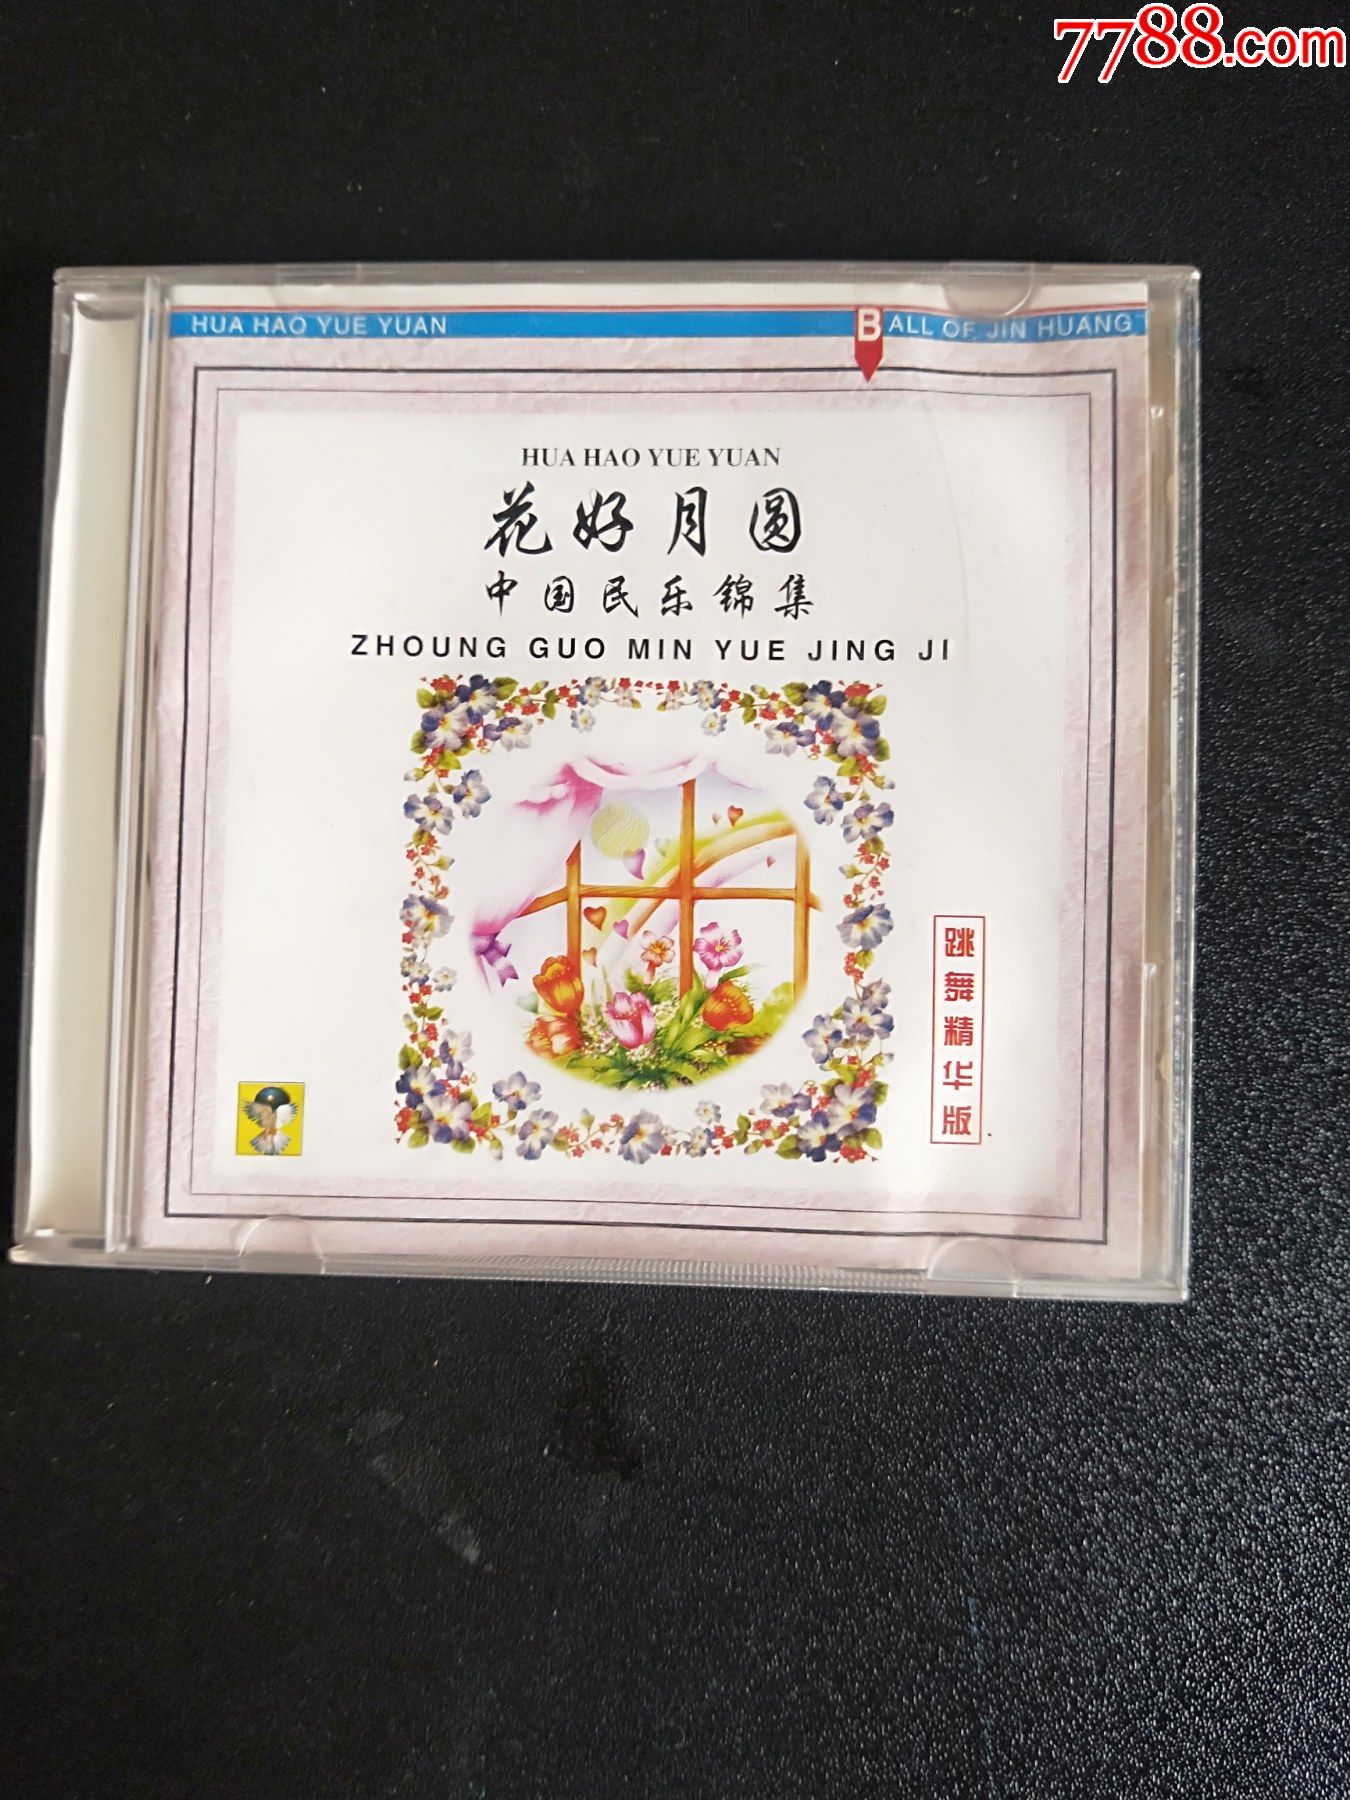 7788.com
HUA HAO YUE YUAN
BALL OF JIN HUANG
HUA HAO YUE YUAN
花好月圆
中国民乐锦集
ZHOUNG GUO MIN YUE JING JI
跳舞精华版